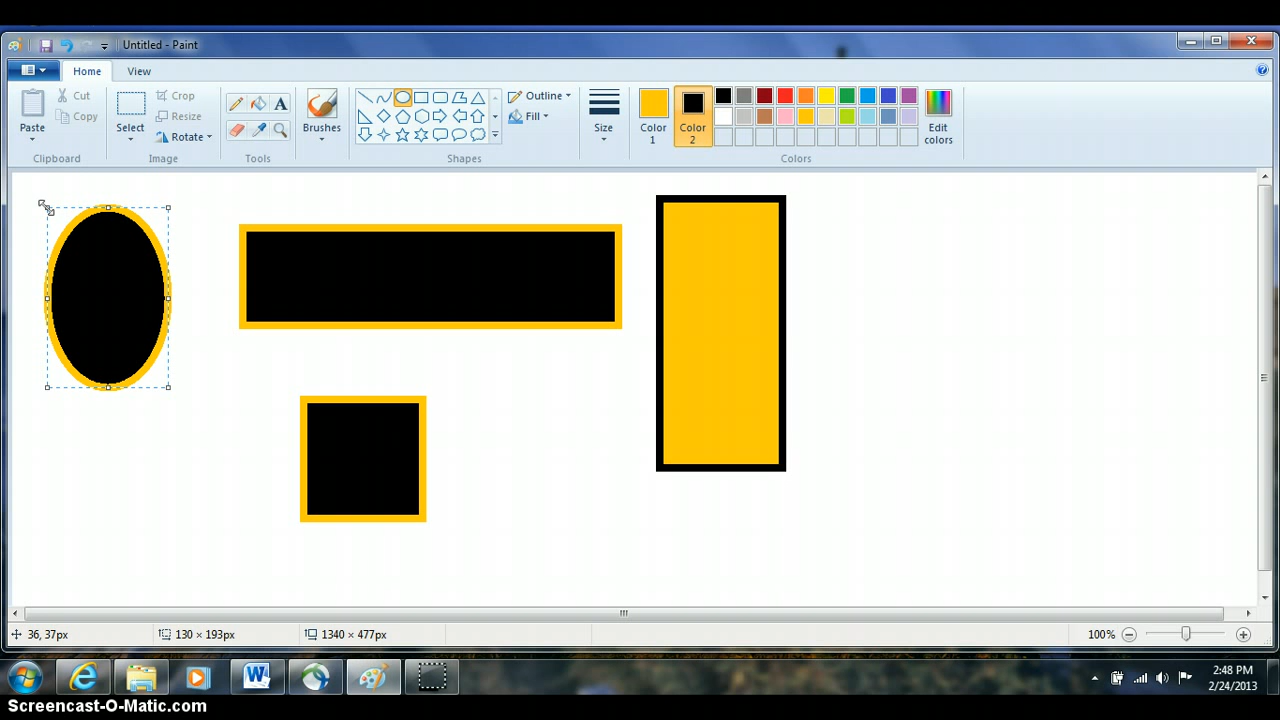 Untitled - Paint
Home View
Paste
Cut
Copy
Clipboard
Select
Crop
Resize
Rotate
Image
A
Tools
Brushes
Outline
Fill
Shapes
Size
Color 1
Color 2
Edit colors
Colors
36, 37px
130 × 193px
1340 × 477px
100%
W
2:48 PM
2/24/2013
Screencast-O-Matic.com